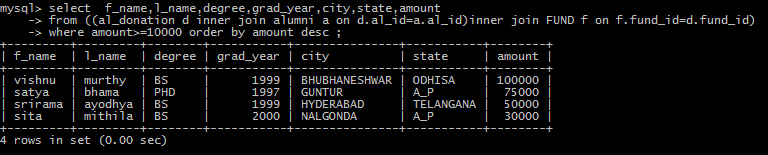 mysql> select  f_name,l_name,degree,grad_year,city,state,amount
    -> from ((al_donation d inner join alumni a on d.al_id=a.al_id)inner join FUND f on f.fund_id=d.fund_id)
    -> where amount>=10000 order by amount desc ;
+---------+---------+--------+-----------+---------------+-----------+--------+
| f_name  | l_name  | degree | grad_year | city          | state     | amount |
+---------+---------+--------+-----------+---------------+-----------+--------+
| vishnu  | murthy  | BS     |      1999 | BHUBHANESHWAR | ODHISA    | 100000 |
| satya   | bhama   | PHD    |      1997 | GUNTUR        | A_P       |  75000 |
| srirama | ayodhya | BS     |      1999 | HYDERABAD     | TELANGANA |  50000 |
| sita    | mithila | BS     |      2000 | NALGONDA      | A_P       |  30000 |
+---------+---------+--------+-----------+---------------+-----------+--------+
4 rows in set (0.00 sec)